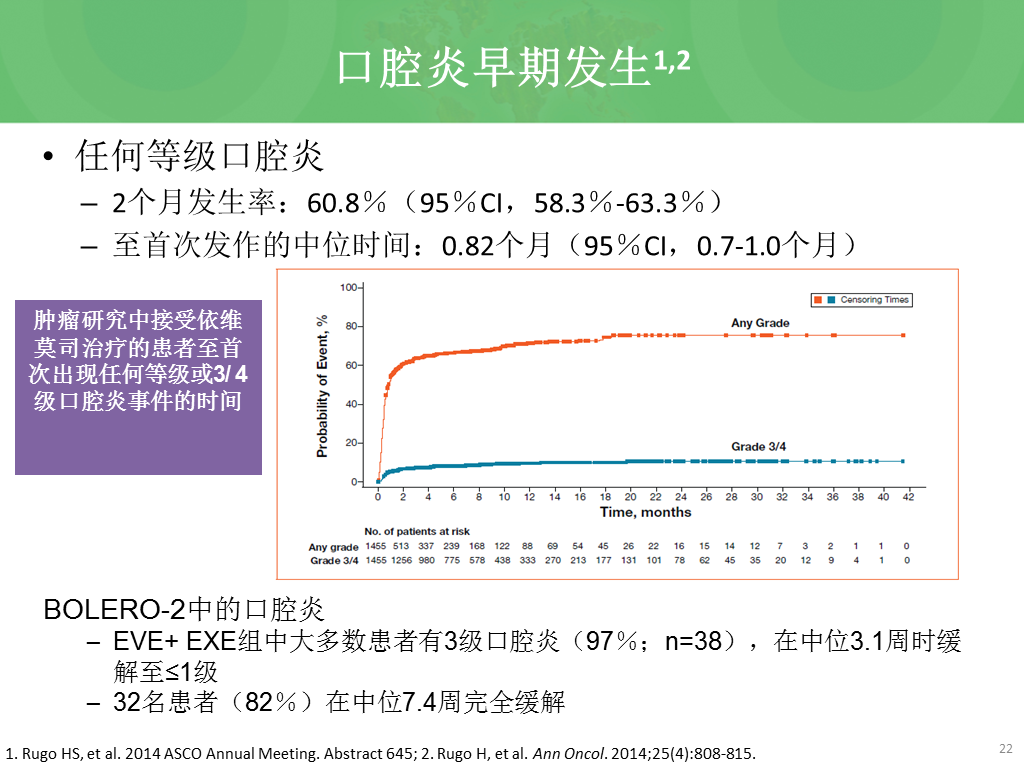 口腔炎早期发生1,2
• 任何等级口腔炎
– 2个月发生率：60.8％（95％CI，58.3％-63.3％）
– 至首次发作的中位时间：0.82个月（95％CI，0.7-1.0个月）
肿瘤研究中接受依维
莫司治疗的患者至首
次出现任何等级或3/4
级口腔炎事件的时间
Probability of Event, %
100
80
60
40
20
0
Censoring Times
Any Grade
Grade 3/4
0 2 4 6 8 10 12 14 16 18 20 22 24 26 28 30 32 34 36 38 40 42
Time, months
No. of patients at risk
Any grade 1455 513 337 239 168 122 88 69 54 45 26 22 16 15 14 12 7 3 2 1 1 0
Grade 3/4 1455 1256 980 775 578 438 333 270 213 177 131 101 78 62 45 35 20 12 9 4 1 0
BOLERO-2中的口腔炎
– EVE+ EXE组中大多数患者有3级口腔炎（97％；n=38），在中位3.1周时缓
解至≤1级
– 32名患者（82％）在中位7.4周完全缓解
1. Rugo HS, et al. 2014 ASCO Annual Meeting. Abstract 645; 2. Rugo H, et al. Ann Oncol. 2014;25(4):808-815.
22